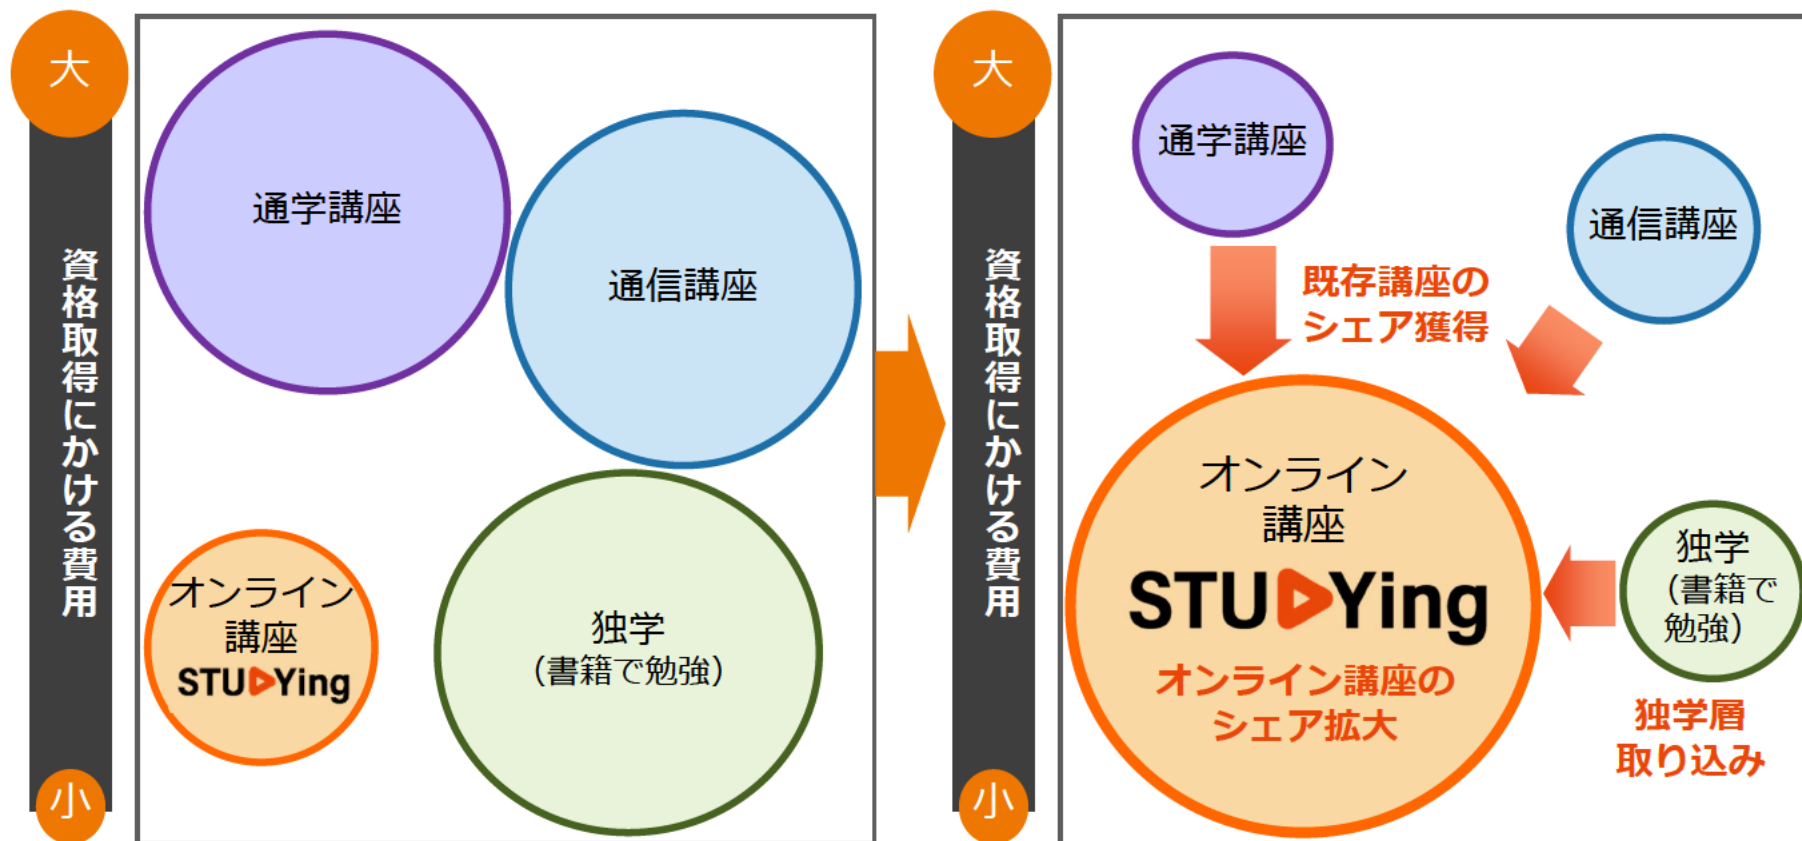 大
資格取得にかける費用
小
通学講座
通信講座
オンライン
講座
STUDYing
独学
（書籍で勉強）
大
資格取得にかける費用
小
通学講座
通信講座
既存講座の
シェア獲得
オンライン
講座
STUDYing
オンライン講座の
シェア拡大
独学
（書籍で
勉強）
独学層
取り込み